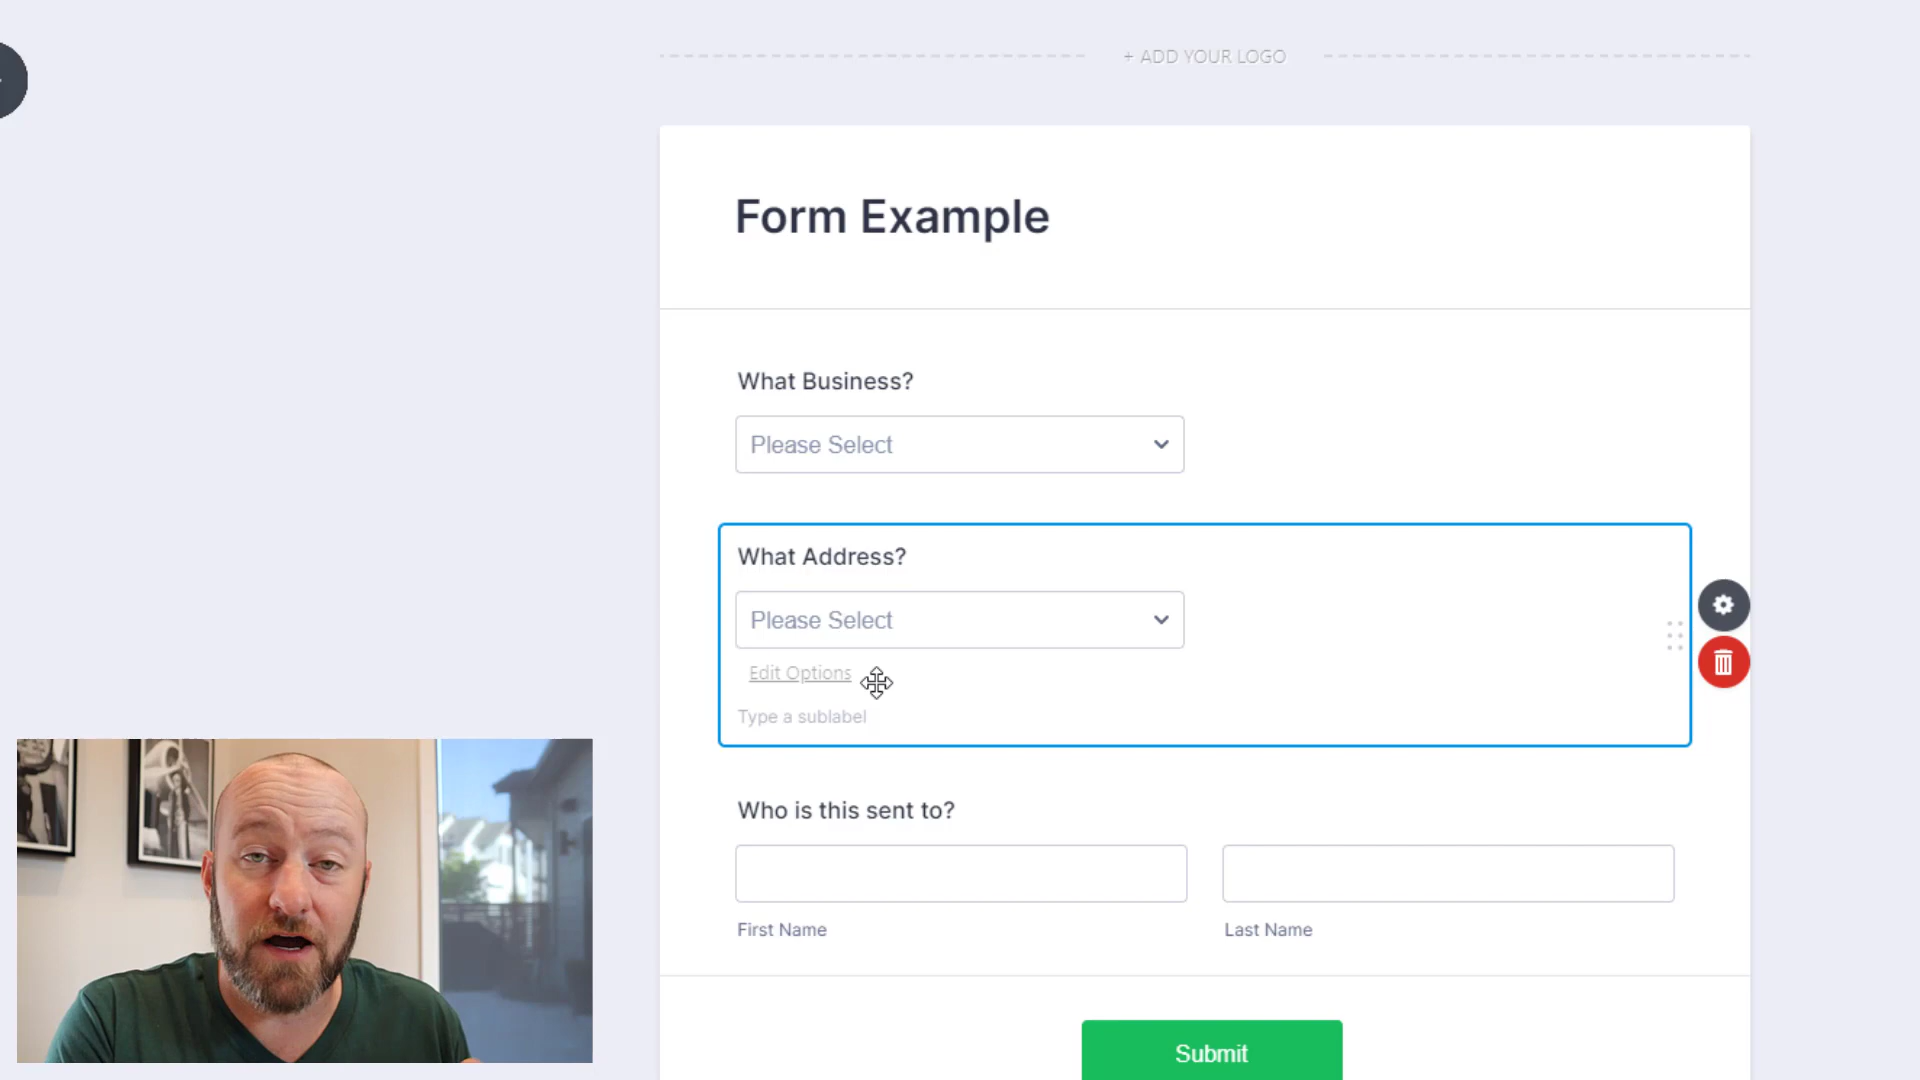 + ADD YOUR LOGO
Form Example
What Business?
Please Select
What Address?
Please Select
Edit Options
Type a sublabel
Who is this sent to?
First Name
Last Name
Submit